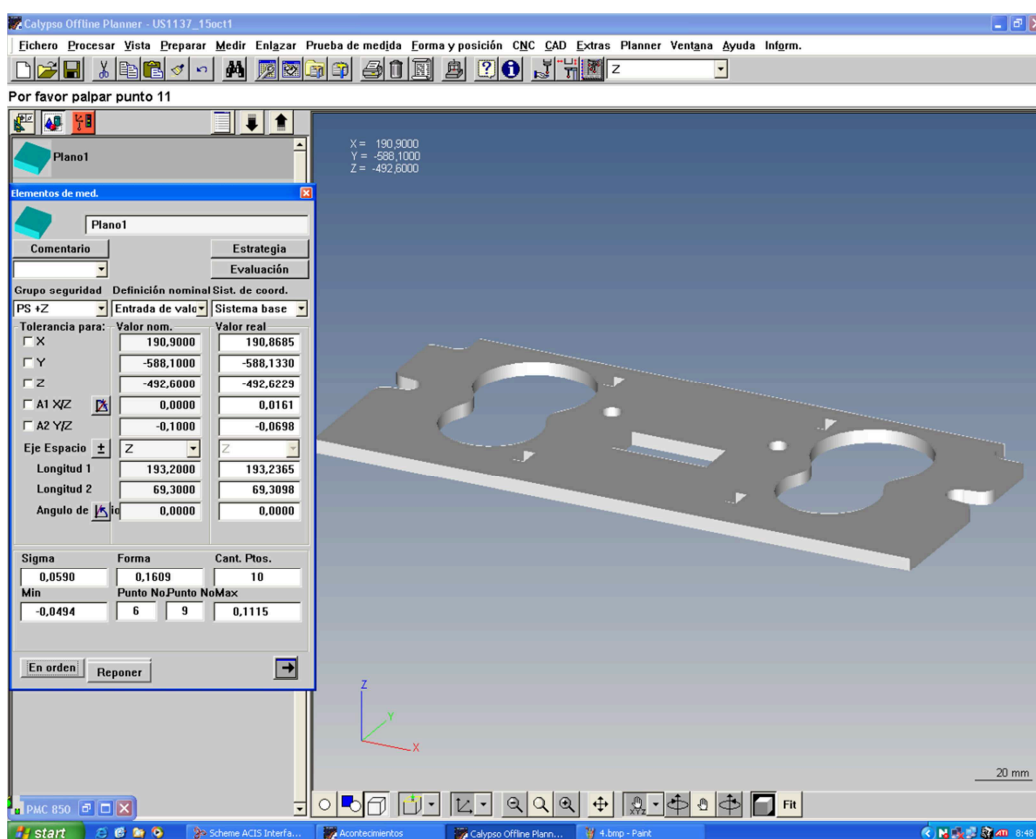 Calypso Offline Planner - US1137_15oct1
Fichero Procesar Vista Preparar Medir Enlazar Prueba de medida Forma y posición CNC CAD Extras Planner Ventana Ayuda Inform.
Z
Por favor palpar punto 11
Plano1
X = 190,9000
Y = -588,1000
Z = -492,6000
Elementos de med.
Plano1
Comentario Estrategia
Evaluación
Grupo seguridad Definición nominal Sist. de coord.
PS +Z Entrada de valo Sistema base
Tolerancia para: Valor nom. Valor real
X 190,9000 190,8685
Y -588,1000 -588,1330
Z -492,6000 -492,6229
A1 X/Z 0,0000 0,0161
A2 Y/Z -0,1000 -0,0698
Eje Espacio ± Z Z
Longitud 1 193,2000 193,2365
Longitud 2 69,3000 69,3098
Angulo de io 0,0000 0,0000
Sigma Forma Cant. Ptos.
0,0590 0,1609 10
Min Punto No. Punto No Max
-0,0494 6 9 0,1115
En orden Reponer
Z
Y
X
20 mm
PMC 850
Fit
start Scheme ACIS Interfa... Acontecimientos Calypso Offline Plann... 4.bmp - Paint 8:48